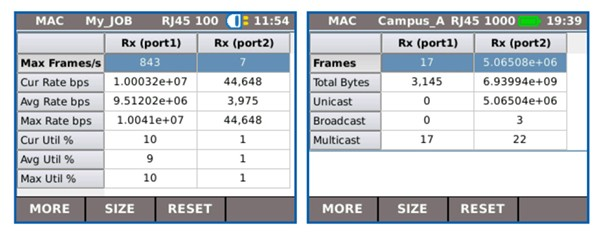 MAC My_JOB RJ45 100 11:54
Rx (port1) Rx (port2)
Max Frames/s 843 7
Cur Rate bps 1.00032e+07 44,648
Avg Rate bps 9.51202e+06 3,975
Max Rate bps 1.0041e+07 44,648
Cur Util % 10 1
Avg Util % 9 1
Max Util % 10 1
MORE SIZE RESET
MAC Campus_A RJ45 1000 19:39
Rx (port1) Rx (port2)
Frames 17 5.06508e+06
Total Bytes 3,145 6.93994e+09
Unicast 0 5.06504e+06
Broadcast 0 3
Multicast 17 22
MORE SIZE RESET